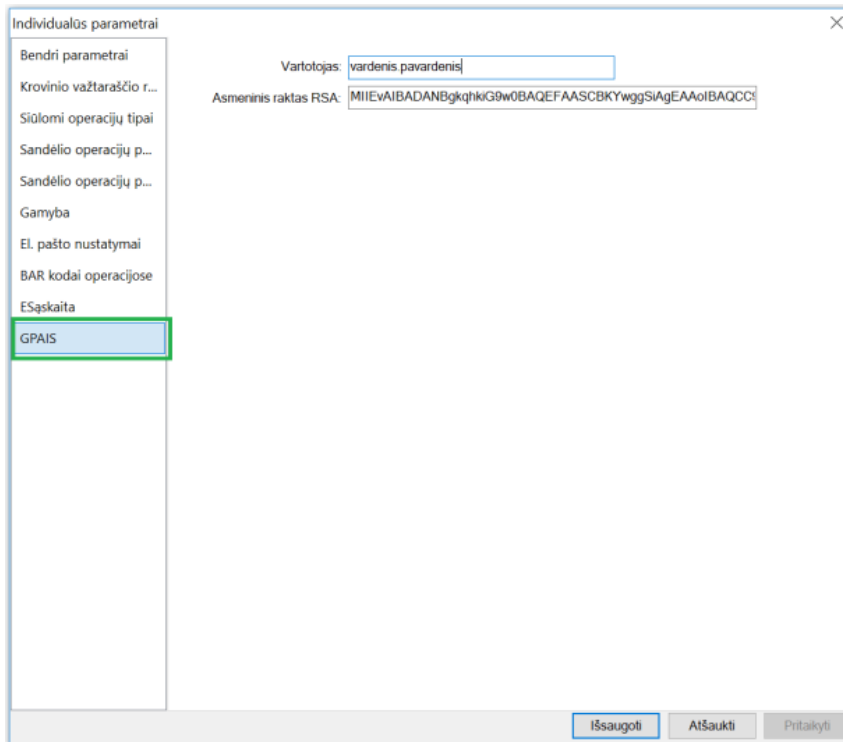 Individualūs parametrai
Bendri parametrai
Krovinio važtaraščio r...
Siūlomi operacijų tipai
Sandėlio operacijų p...
Sandėlio operacijų p...
Gamyba
El. pašto nustatymai
BAR kodai operacijose
ESąskaita
GPAIS
Vartotojas: vardenis.pavardenis
Asmeninis raktas RSA: MIIEvAIBADANBgkqhkiG9w0BAQEFAASCBKYwggSiAgEAAoIBAQCC9
Išsaugoti Atšaukti Pritaikyti